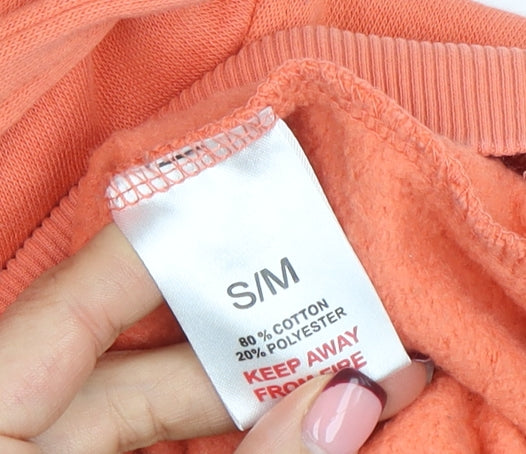 S/M
80 % COTTON
20% POLYESTER
KEEP AWAY
FROM FIRE